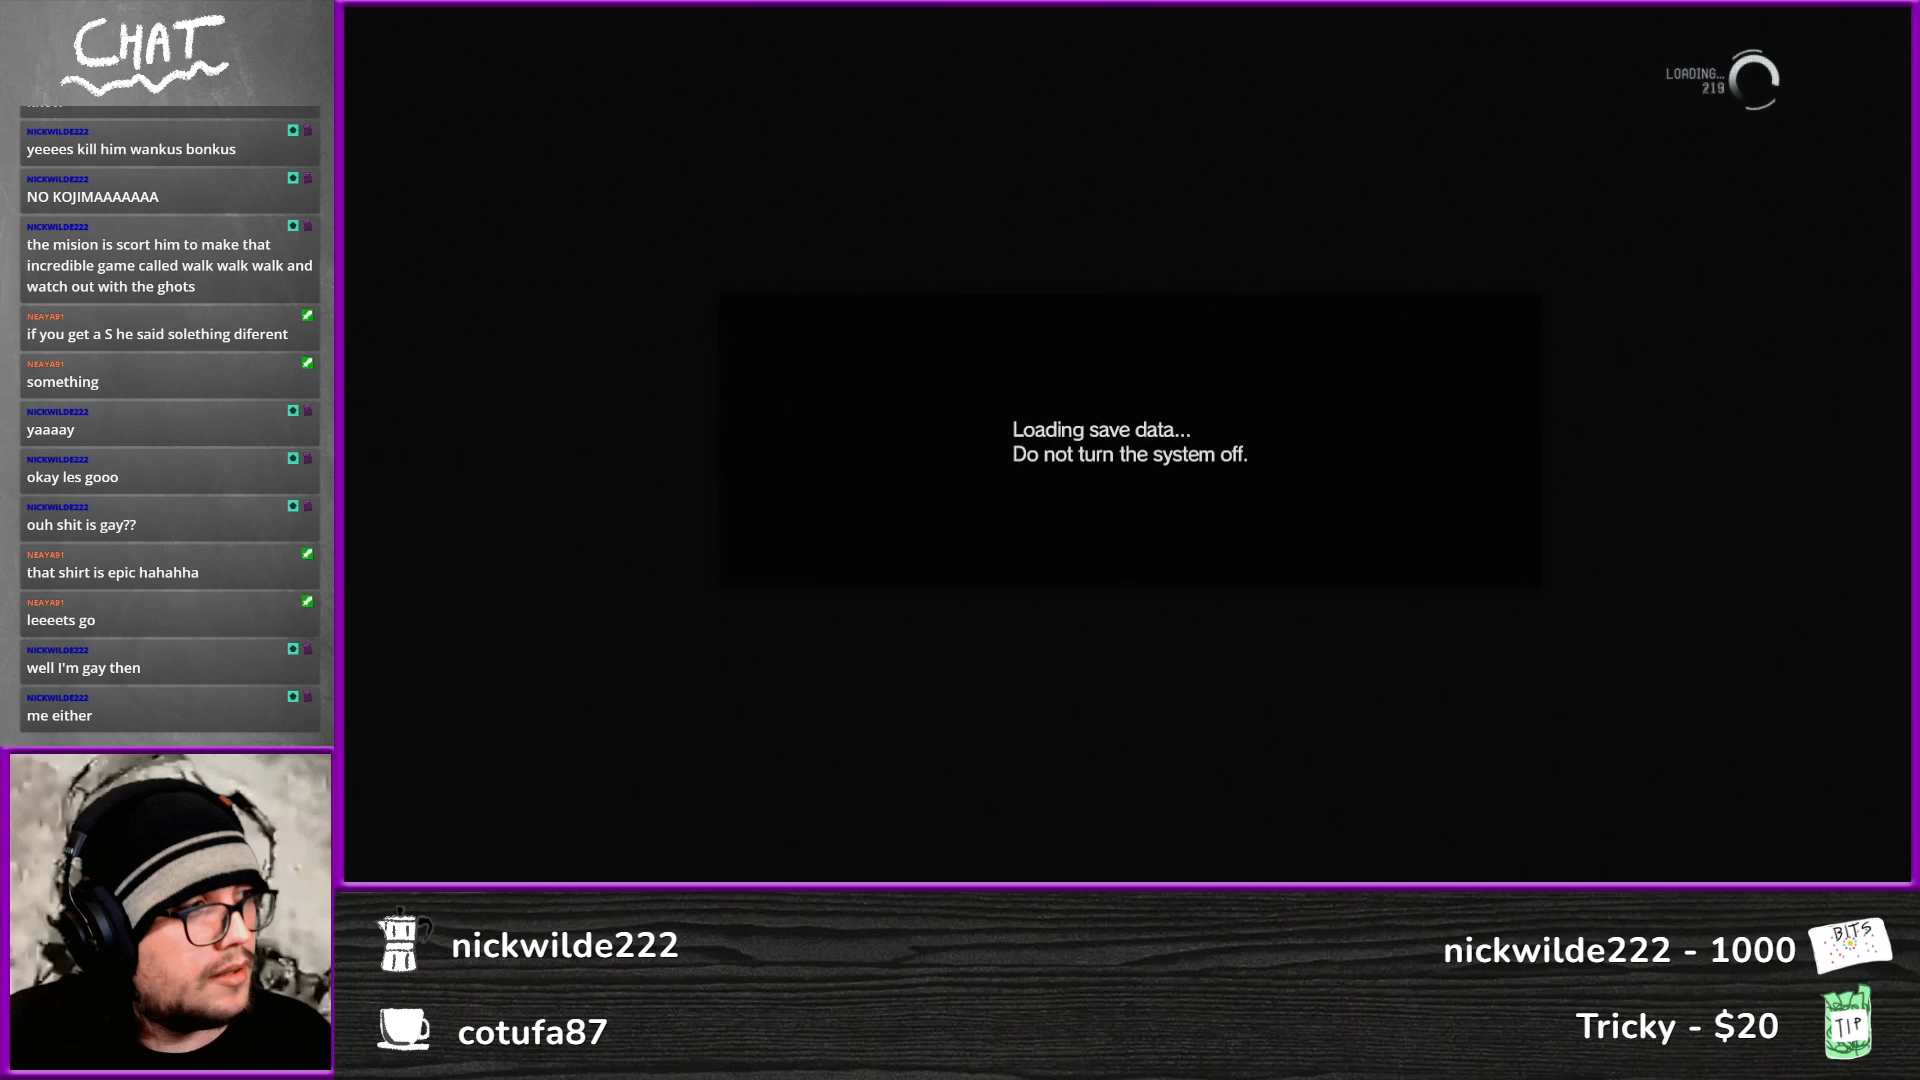 CHAT
NICKWILDE222
yeeees kill him wankus bonkus
NICKWILDE222
NO KOJIMAAAAAAA
NICKWILDE222
the mision is scort him to make that
incredible game called walk walk walk and
watch out with the ghots
NEAYA91
if you get a S he said solething diferent
NEAYA91
something
NICKWILDE222
yaaaay
NICKWILDE222
okay les gooo
NICKWILDE222
ouh shit is gay??
NEAYA91
that shirt is epic hahahha
NEAYA91
leeeets go
NICKWILDE222
well I'm gay then
NICKWILDE222
me either
LOADING...
219
Loading save data...
Do not turn the system off.
nickwilde222
cotufa87
nickwilde222 - 1000
BITS
Tricky - $20
TIP